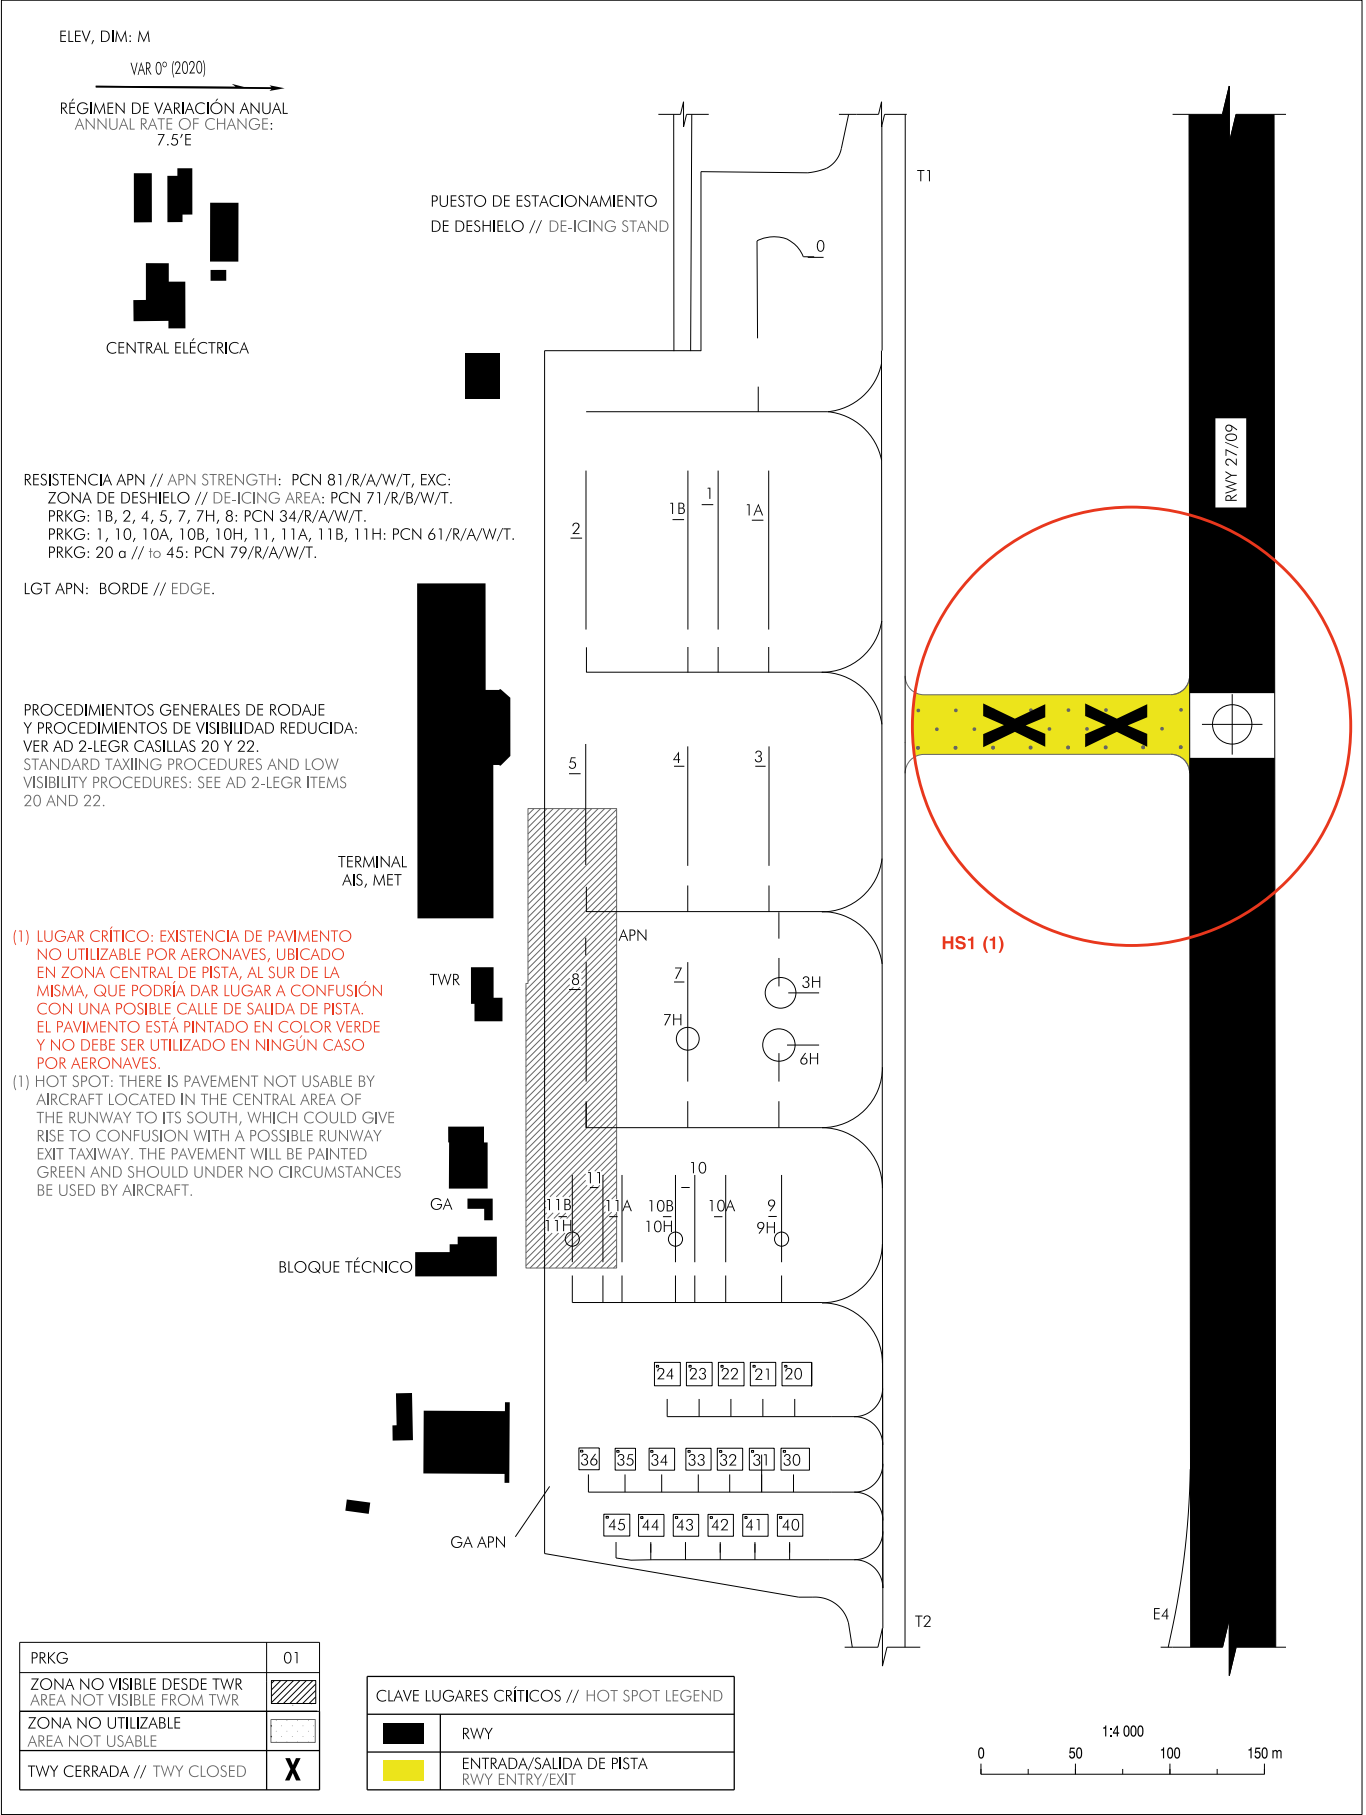 ELEV, DIM: M
VAR 0° (2020)
RÉGIMEN DE VARIACIÓN ANUAL
ANNUAL RATE OF CHANGE:
7.5'E
CENTRAL ELÉCTRICA
PUESTO DE ESTACIONAMIENTO
DE DESHIELO // DE-ICING STAND
0
T1
RWY 27/09
RESISTENCIA APN // APN STRENGTH: PCN 81/R/A/W/T, EXC:
ZONA DE DESHIELO // DE-ICING AREA: PCN 71/R/B/W/T.
PRKG: 1B, 2, 4, 5, 7, 7H, 8: PCN 34/R/A/W/T.
PRKG: 1, 10, 10A, 10B, 10H, 11, 11A, 11B, 11H: PCN 61/R/A/W/T.
PRKG: 20 a // to 45: PCN 79/R/A/W/T.
LGT APN: BORDE // EDGE.
2
1B
1
1A
PROCEDIMIENTOS GENERALES DE RODAJE
Y PROCEDIMIENTOS DE VISIBILIDAD REDUCIDA:
VER AD 2-LEGR CASILLAS 20 Y 22.
STANDARD TAXIING PROCEDURES AND LOW
VISIBILITY PROCEDURES: SEE AD 2-LEGR ITEMS
20 AND 22.
X X
5
4
3
TERMINAL
AIS, MET
APN
HS1 (1)
(1) LUGAR CRÍTICO: EXISTENCIA DE PAVIMENTO
NO UTILIZABLE POR AERONAVES, UBICADO
EN ZONA CENTRAL DE PISTA, AL SUR DE LA
MISMA, QUE PODRÍA DAR LUGAR A CONFUSIÓN
CON UNA POSIBLE CALLE DE SALIDA DE PISTA.
EL PAVIMENTO ESTÁ PINTADO EN COLOR VERDE
Y NO DEBE SER UTILIZADO EN NINGÚN CASO
POR AERONAVES.
(1) HOT SPOT: THERE IS PAVEMENT NOT USABLE BY
AIRCRAFT LOCATED IN THE CENTRAL AREA OF
THE RUNWAY TO ITS SOUTH, WHICH COULD GIVE
RISE TO CONFUSION WITH A POSSIBLE RUNWAY
EXIT TAXIWAY. THE PAVEMENT WILL BE PAINTED
GREEN AND SHOULD UNDER NO CIRCUMSTANCES
BE USED BY AIRCRAFT.
TWR
8
7
3H
7H
6H
GA
BLOQUE TÉCNICO
11
10
11B
11A
10B
10A
9
11H
10H
9H
24 23 22 21 20
36 35 34 33 32 31 30
45 44 43 42 41 40
GA APN
T2
E4
PRKG 01
ZONA NO VISIBLE DESDE TWR
AREA NOT VISIBLE FROM TWR
ZONA NO UTILIZABLE
AREA NOT USABLE
TWY CERRADA // TWY CLOSED X
CLAVE LUGARES CRÍTICOS // HOT SPOT LEGEND
RWY
ENTRADA/SALIDA DE PISTA
RWY ENTRY/EXIT
1:4 000
0 50 100 150 m